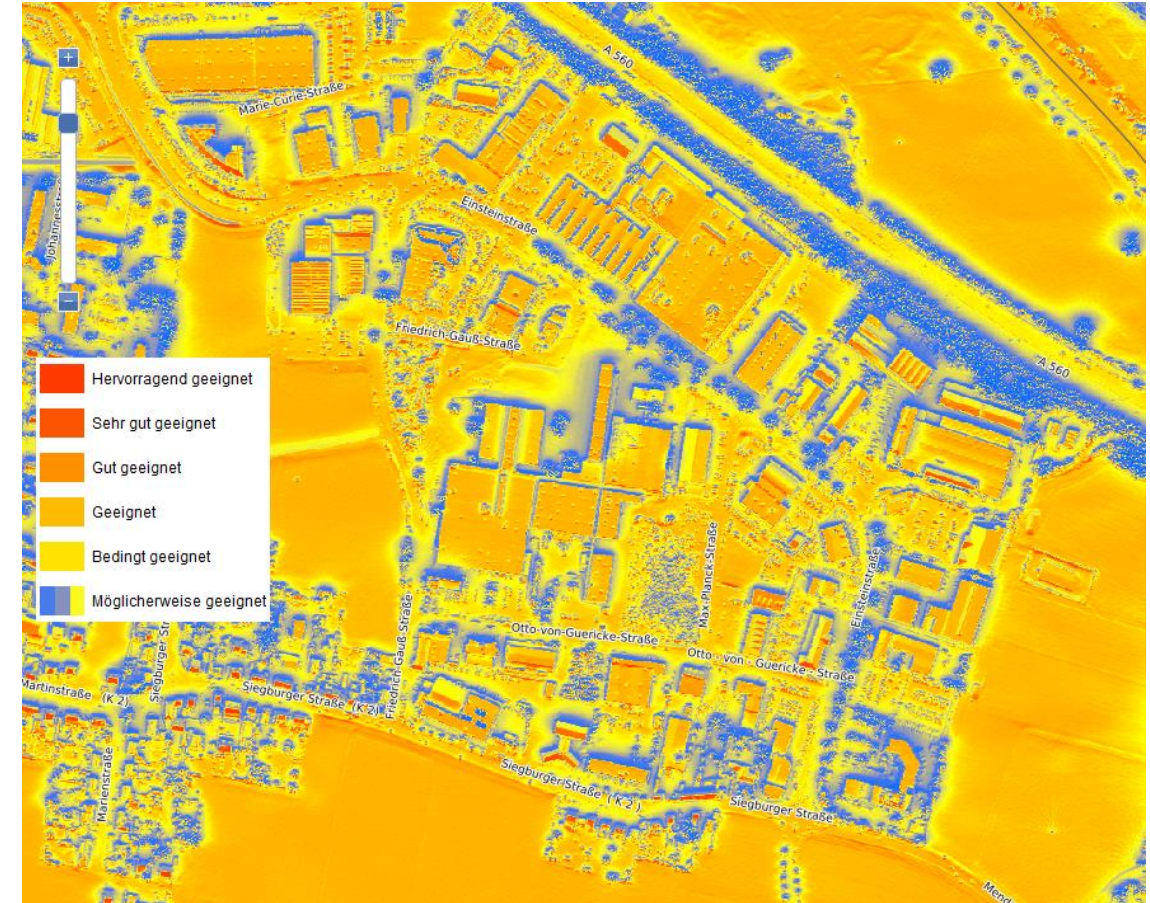 A 560
+
Marie-Curie-Straße
Einsteinstraße
Friedrich-Gauß-Straße
−
A 560
Hervorragend geeignet
Sehr gut geeignet
Gut geeignet
Geeignet
Bedingt geeignet
Möglicherweise geeignet
Max-Planck-Straße
Einsteinstraße
Friedrich-Gauß-Straße
Otto-von-Guericke-Straße
Otto - von - Guericke - Straße
Martinstraße (K 2)
Siegburger Straße (K 2)
Marienstraße
Siegburger Straße ( K 2 )
Siegburger Straße